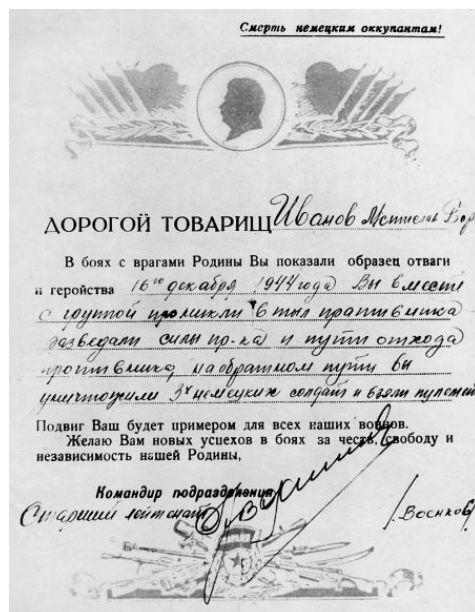 Смерть немецким оккупантам!
ДОРОГОЙ ТОВАРИЩ Иванов Мстислав
В боях с врагами Родины Вы показали образец отваги
и геройства 16го декабря 1944 года Вы вместе
с группой проникли в тыл противника
разведали силы пр-ка и пути отхода
противника, на обратном пути вы
уничтожили 3х немецких солдат и взяли пулемет
Подвиг Ваш будет примером для всех наших воинов.
Желаю Вам новых успехов в боях за честь, свободу и
независимость нашей Родины,
Командир подразделения
Старший лейтенант /Воинков/